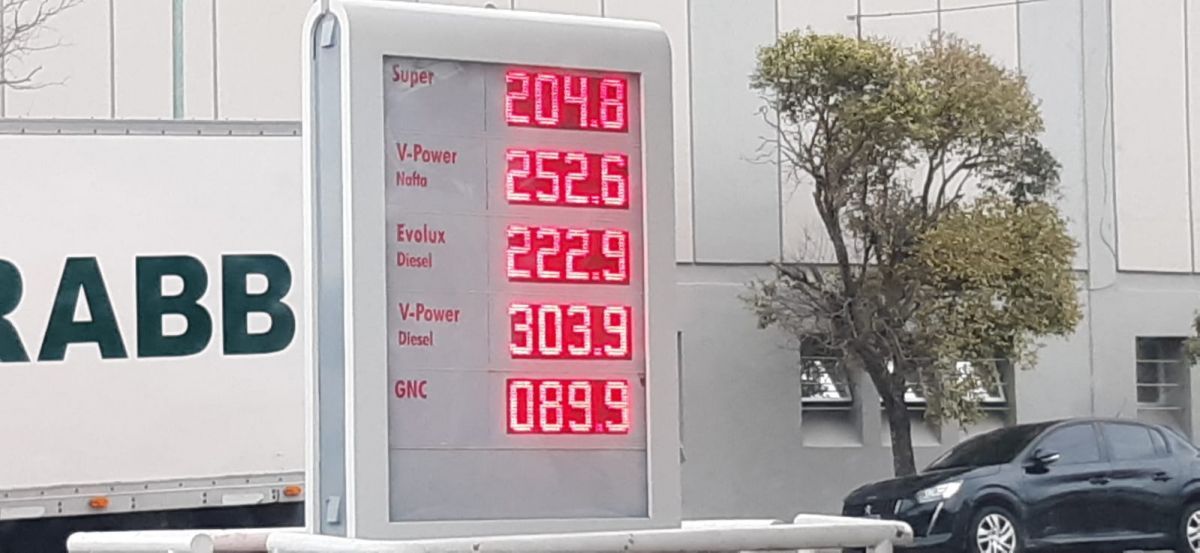 Super 204.8
V-Power 252.6
Nafta
Evolux 222.9
Diesel
V-Power 303.9
Diesel
GNC 089.9
RABB